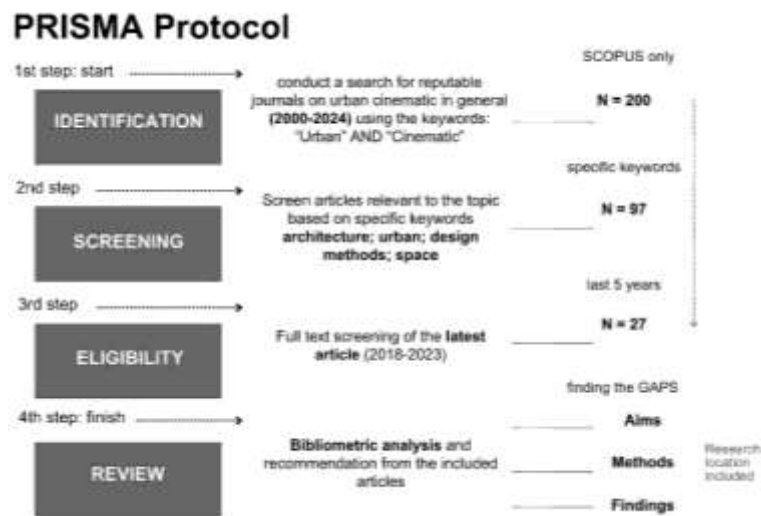 PRISMA Protocol
1st step: start
IDENTIFICATION
conduct a search for reputable
journals on urban cinematic in general
(2000-2024) using the keywords:
"Urban" AND "Cinematic"
SCOPUS only
N = 200
2nd step
SCREENING
Screen articles relevant to the topic
based on specific keywords
architecture; urban; design
methods; space
specific keywords
N = 97
3rd step
ELIGIBILITY
Full text screening of the latest
article (2018-2023)
last 5 years
N = 27
4th step: finish
REVIEW
Bibliometric analysis and
recommendation from the included
articles
finding the GAPS
Aims
Methods
Findings
Research
location
included